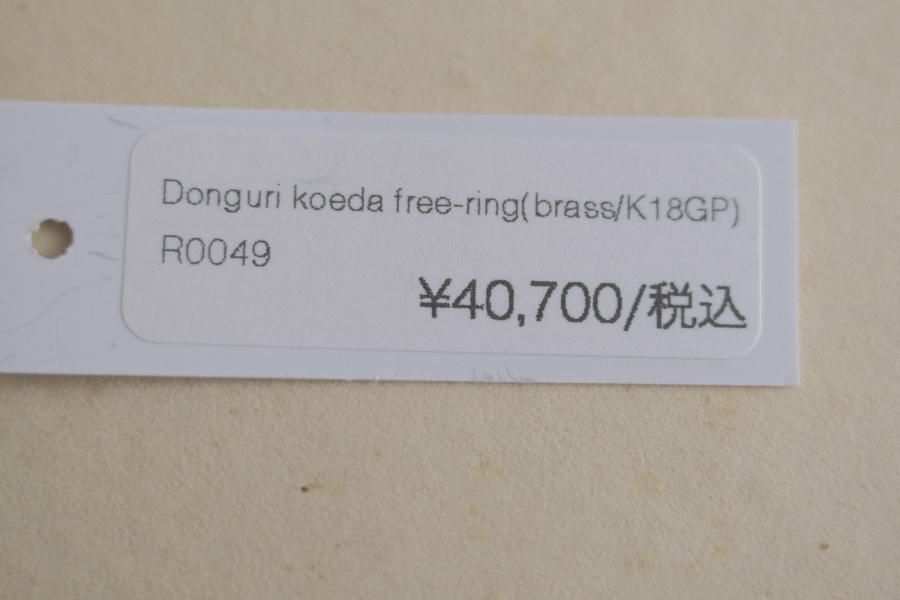 Donguri koeda free-ring(brass/K18GP)
R0049
¥40,700/税込